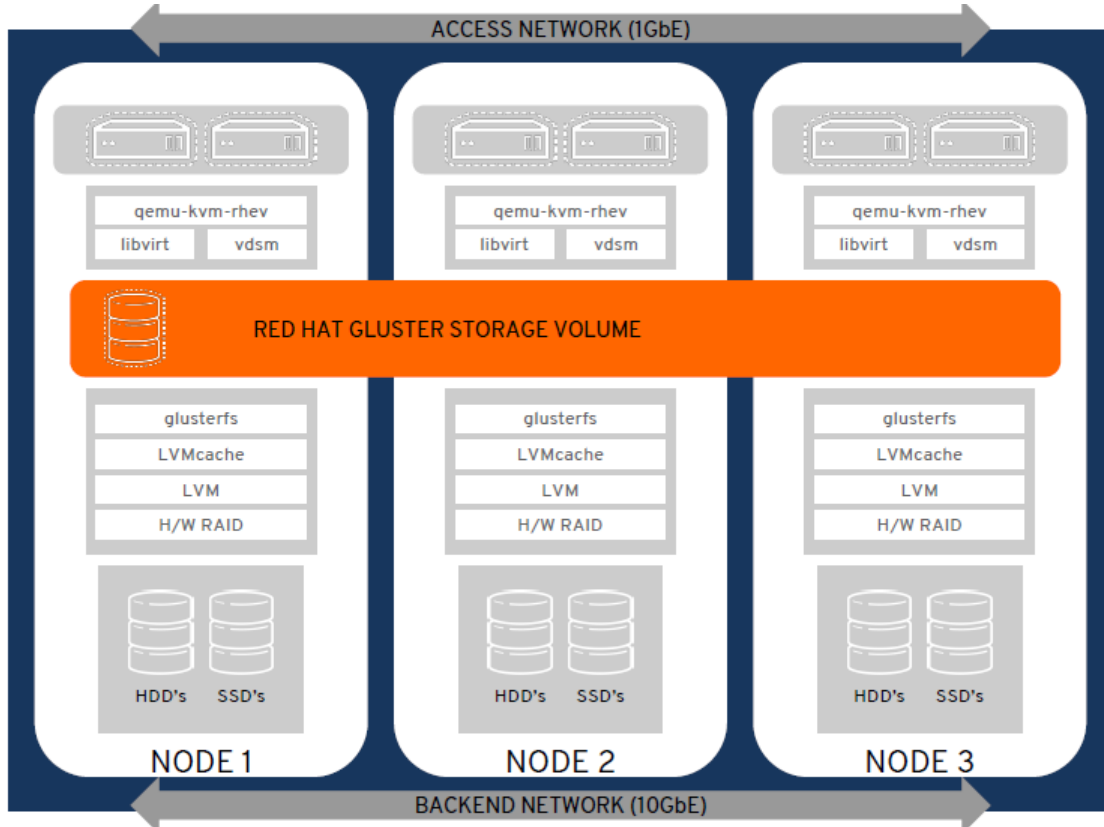 ACCESS NETWORK (1GbE)
qemu-kvm-rhev
libvirt
vdsm
qemu-kvm-rhev
libvirt
vdsm
qemu-kvm-rhev
libvirt
vdsm
RED HAT GLUSTER STORAGE VOLUME
glusterfs
LVMcache
LVM
H/W RAID
glusterfs
LVMcache
LVM
H/W RAID
glusterfs
LVMcache
LVM
H/W RAID
HDD's
SSD's
HDD's
SSD's
HDD's
SSD's
NODE 1
NODE 2
NODE 3
BACKEND NETWORK (10GbE)